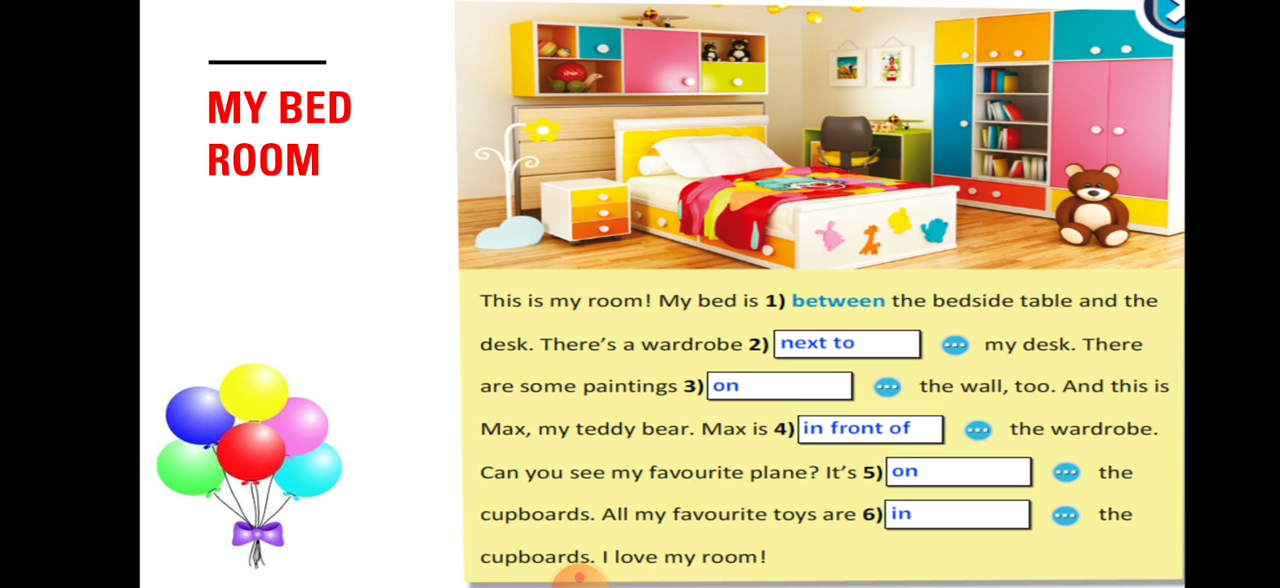 MY BED
ROOM
This is my room! My bed is 1) between the bedside table and the
desk. There's a wardrobe 2) next to my desk. There
are some paintings 3) on the wall, too. And this is
Max, my teddy bear. Max is 4) in front of the wardrobe.
Can you see my favourite plane? It's 5) on the
cupboards. All my favourite toys are 6) in the
cupboards. I love my room!